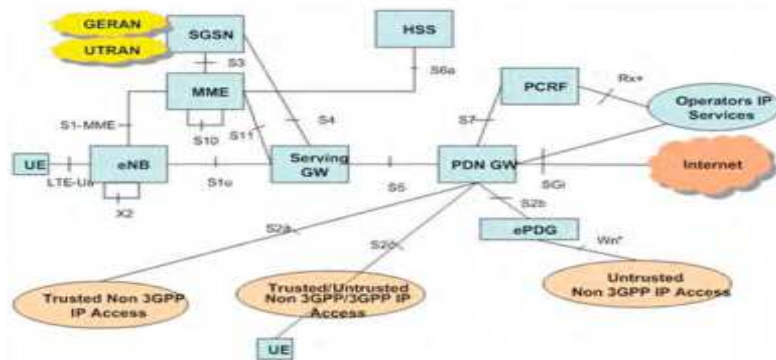 GERAN
UTRAN
SGSN
HSS
S3
S6a
MME
PCRF
Rx+
Operators IP
Services
S1-MME
S10
S11
S4
S7
UE
eNB
Serving
GW
PDN GW
Internet
LTE-Uu
S1u
S5
SGi
X2
S2b
S2a
S2c
ePDG
Wn*
Trusted Non 3GPP
IP Access
Trusted/Untrusted
Non 3GPP/3GPP IP
Access
Untrusted
Non 3GPP IP Access
UE